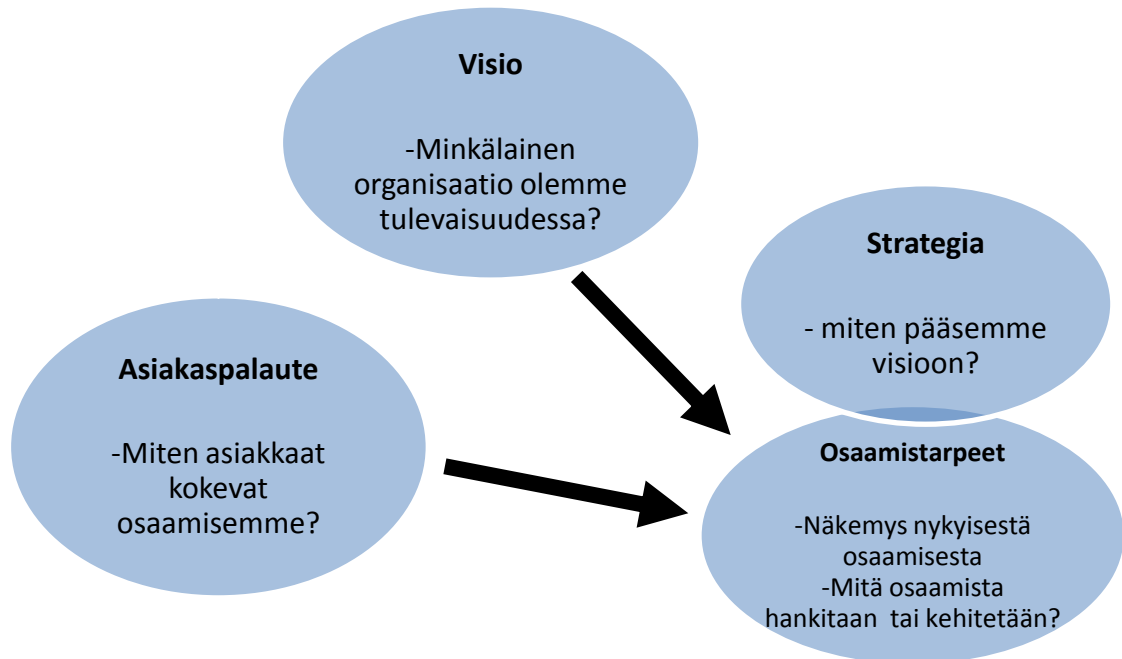 Visio
-Minkälainen
organisaatio olemme
tulevaisuudessa?
Strategia
- miten pääsemme
visioon?
Asiakaspalaute
-Miten asiakkaat
kokevat
osaamisemme?
Osaamistarpeet
-Näkemys nykyisestä
osaamisesta
-Mitä osaamista
hankitaan tai kehitetään?